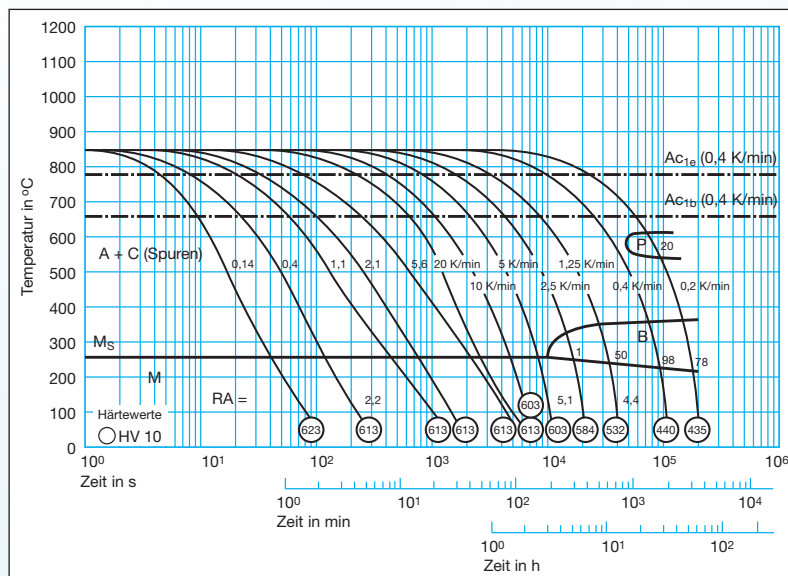 1200
1100
1000
900
800
700
600
500
400
300
200
100
0
Temperatur in °C
Ac1e (0,4 K/min)
Ac1b (0,4 K/min)
A + C (Spuren)
P
20
0,14
0,4
1,1
2,1
5,6
20 K/min
5 K/min
1,25 K/min
10 K/min
2,5 K/min
0,4 K/min
0,2 K/min
MS
B
1
50
98
78
M
RA =
2,2
5,1
4,4
Härtewerte
HV 10
603
623
613
613
613
613
613
603
584
532
440
435
10⁰
10¹
10²
10³
10⁴
10⁵
10⁶
Zeit in s
10⁰
10¹
10²
10³
10⁴
Zeit in min
10⁰
10¹
10²
Zeit in h